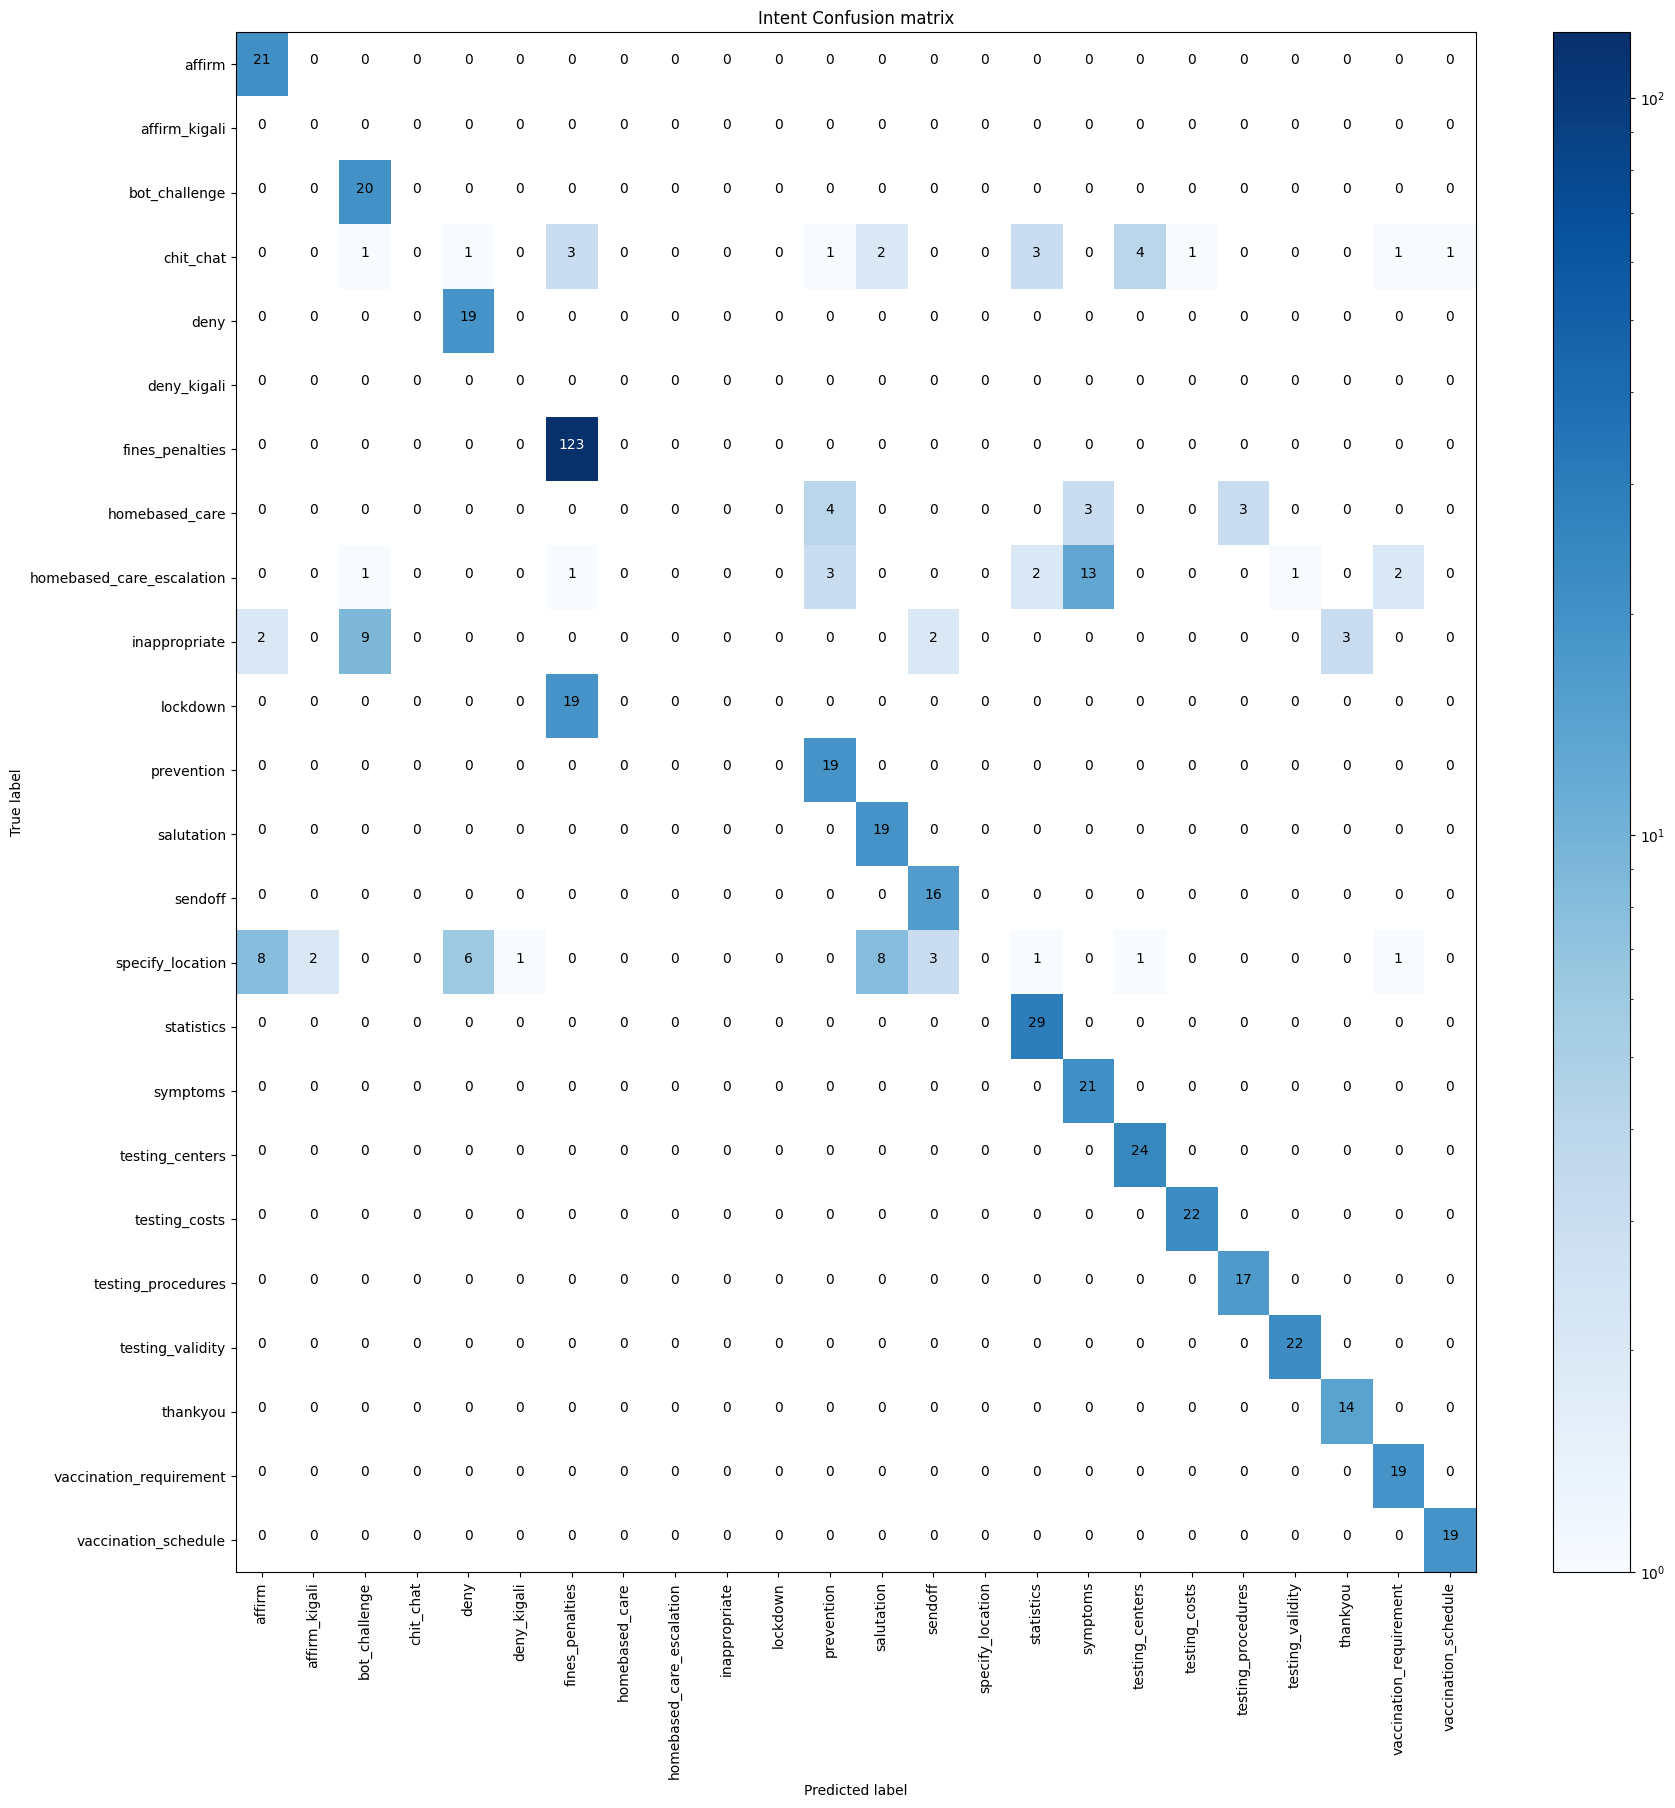 Intent Confusion matrix
affirm 21 0 0 0 0 0 0 0 0 0 0 0 0 0 0 0 0 0 0 0 0 0 0 0
affirm_kigali 0 0 0 0 0 0 0 0 0 0 0 0 0 0 0 0 0 0 0 0 0 0 0 0
bot_challenge 0 0 20 0 0 0 0 0 0 0 0 0 0 0 0 0 0 0 0 0 0 0 0 0
chit_chat 0 0 1 0 1 0 3 0 0 0 0 1 2 0 0 3 0 4 1 0 0 0 1 1
deny 0 0 0 0 19 0 0 0 0 0 0 0 0 0 0 0 0 0 0 0 0 0 0 0
deny_kigali 0 0 0 0 0 0 0 0 0 0 0 0 0 0 0 0 0 0 0 0 0 0 0 0
fines_penalties 0 0 0 0 0 0 123 0 0 0 0 0 0 0 0 0 0 0 0 0 0 0 0 0
homebased_care 0 0 0 0 0 0 0 0 0 0 0 4 0 0 0 0 3 0 0 3 0 0 0 0
homebased_care_escalation 0 0 1 0 0 0 1 0 0 0 0 3 0 0 0 2 13 0 0 0 1 0 2 0
inappropriate 2 0 9 0 0 0 0 0 0 0 0 0 0 2 0 0 0 0 0 0 0 3 0 0
lockdown 0 0 0 0 0 0 19 0 0 0 0 0 0 0 0 0 0 0 0 0 0 0 0 0
prevention 0 0 0 0 0 0 0 0 0 0 0 19 0 0 0 0 0 0 0 0 0 0 0 0
salutation 0 0 0 0 0 0 0 0 0 0 0 0 19 0 0 0 0 0 0 0 0 0 0 0
sendoff 0 0 0 0 0 0 0 0 0 0 0 0 0 16 0 0 0 0 0 0 0 0 0 0
specify_location 8 2 0 0 6 1 0 0 0 0 0 0 8 3 0 1 0 1 0 0 0 0 1 0
statistics 0 0 0 0 0 0 0 0 0 0 0 0 0 0 0 29 0 0 0 0 0 0 0 0
symptoms 0 0 0 0 0 0 0 0 0 0 0 0 0 0 0 0 21 0 0 0 0 0 0 0
testing_centers 0 0 0 0 0 0 0 0 0 0 0 0 0 0 0 0 0 24 0 0 0 0 0 0
testing_costs 0 0 0 0 0 0 0 0 0 0 0 0 0 0 0 0 0 0 22 0 0 0 0 0
testing_procedures 0 0 0 0 0 0 0 0 0 0 0 0 0 0 0 0 0 0 0 17 0 0 0 0
testing_validity 0 0 0 0 0 0 0 0 0 0 0 0 0 0 0 0 0 0 0 0 22 0 0 0
thankyou 0 0 0 0 0 0 0 0 0 0 0 0 0 0 0 0 0 0 0 0 0 14 0 0
vaccination_requirement 0 0 0 0 0 0 0 0 0 0 0 0 0 0 0 0 0 0 0 0 0 0 19 0
vaccination_schedule 0 0 0 0 0 0 0 0 0 0 0 0 0 0 0 0 0 0 0 0 0 0 0 19
True label
affirm
affirm_kigali
bot_challenge
chit_chat
deny
deny_kigali
fines_penalties
homebased_care
homebased_care_escalation
inappropriate
lockdown
prevention
salutation
sendoff
specify_location
statistics
symptoms
testing_centers
testing_costs
testing_procedures
testing_validity
thankyou
vaccination_requirement
vaccination_schedule
Predicted label
10²
10¹
10⁰